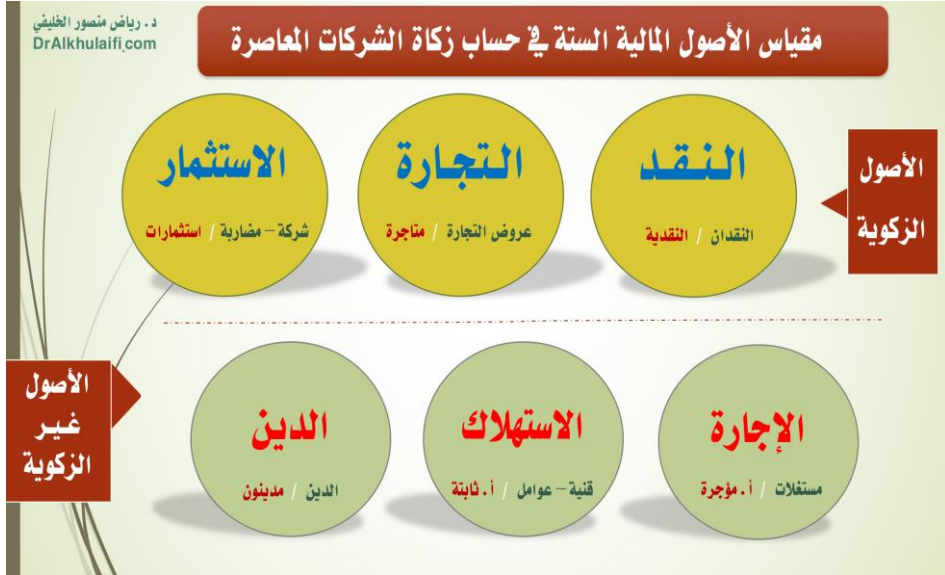 د. رياض منصور الخليفي
DrAlkhulaifi.com
مقياس الأصول المالية الستة في حساب زكاة الشركات المعاصرة
الأصول
الزكوية
النقد
النقدان / النقدية
التجارة
عروض التجارة / متاجرة
الاستثمار
شركة – مضاربة / استثمارات
الأصول
غير
الزكوية
الإجارة
مستغلات / أ. مؤجرة
الاستهلاك
قنية – عوامل / أ. ثابتة
الدين
الدين / مدينون